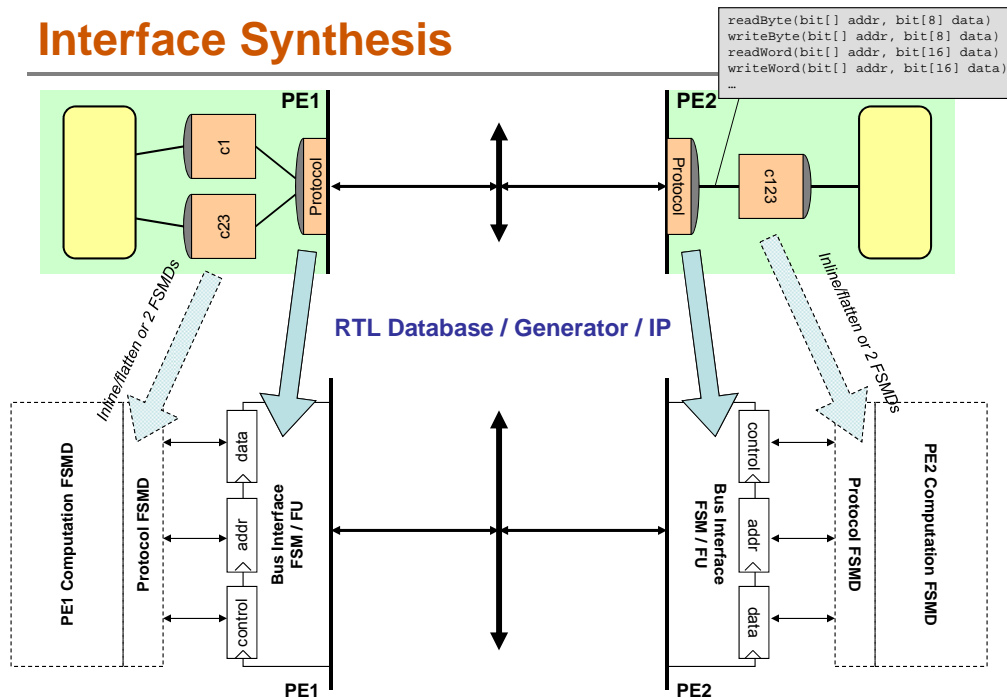 Interface Synthesis
readByte(bit[] addr, bit[8] data)
writeByte(bit[] addr, bit[8] data)
readWord(bit[] addr, bit[16] data)
writeWord(bit[] addr, bit[16] data)
…
PE1
PE2
c1
c23
Protocol
Protocol
c123
Inline/flatten or 2 FSMDs
RTL Database / Generator / IP
Inline/flatten or 2 FSMDs
PE1 Computation FSMD
Protocol FSMD
data
addr
control
Bus Interface
FSM / FU
Bus Interface
FSM / FU
control
addr
data
Protocol FSMD
PE2 Computation FSMD
PE1
PE2